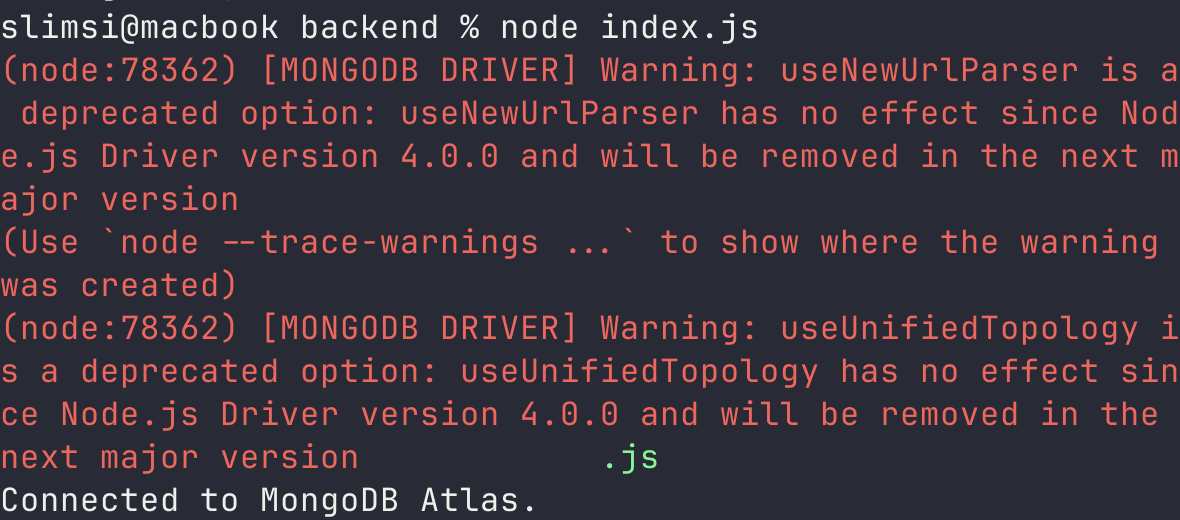 slimsi@macbook backend % node index.js
(node:78362) [MONGODB DRIVER] Warning: useNewUrlParser is a
 deprecated option: useNewUrlParser has no effect since Nod
e.js Driver version 4.0.0 and will be removed in the next m
ajor version
(Use `node --trace-warnings ...` to show where the warning
was created)
(node:78362) [MONGODB DRIVER] Warning: useUnifiedTopology i
s a deprecated option: useUnifiedTopology has no effect sin
ce Node.js Driver version 4.0.0 and will be removed in the
next major version            .js
Connected to MongoDB Atlas.